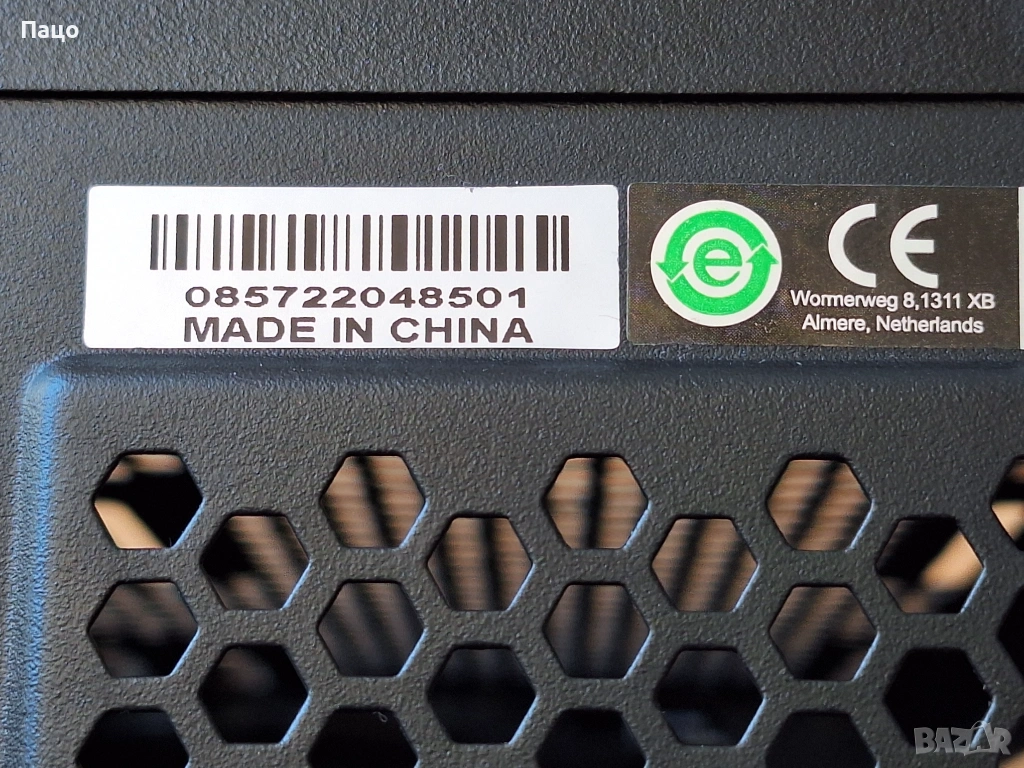 Пацо
085722048501
MADE IN CHINA
e
CE
Wormerweg 8,1311 XB
Almere, Netherlands
BAZAR